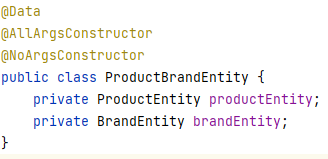 @Data
@AllArgsConstructor
@NoArgsConstructor
public class ProductBrandEntity {
    private ProductEntity productEntity;
    private BrandEntity brandEntity;
}